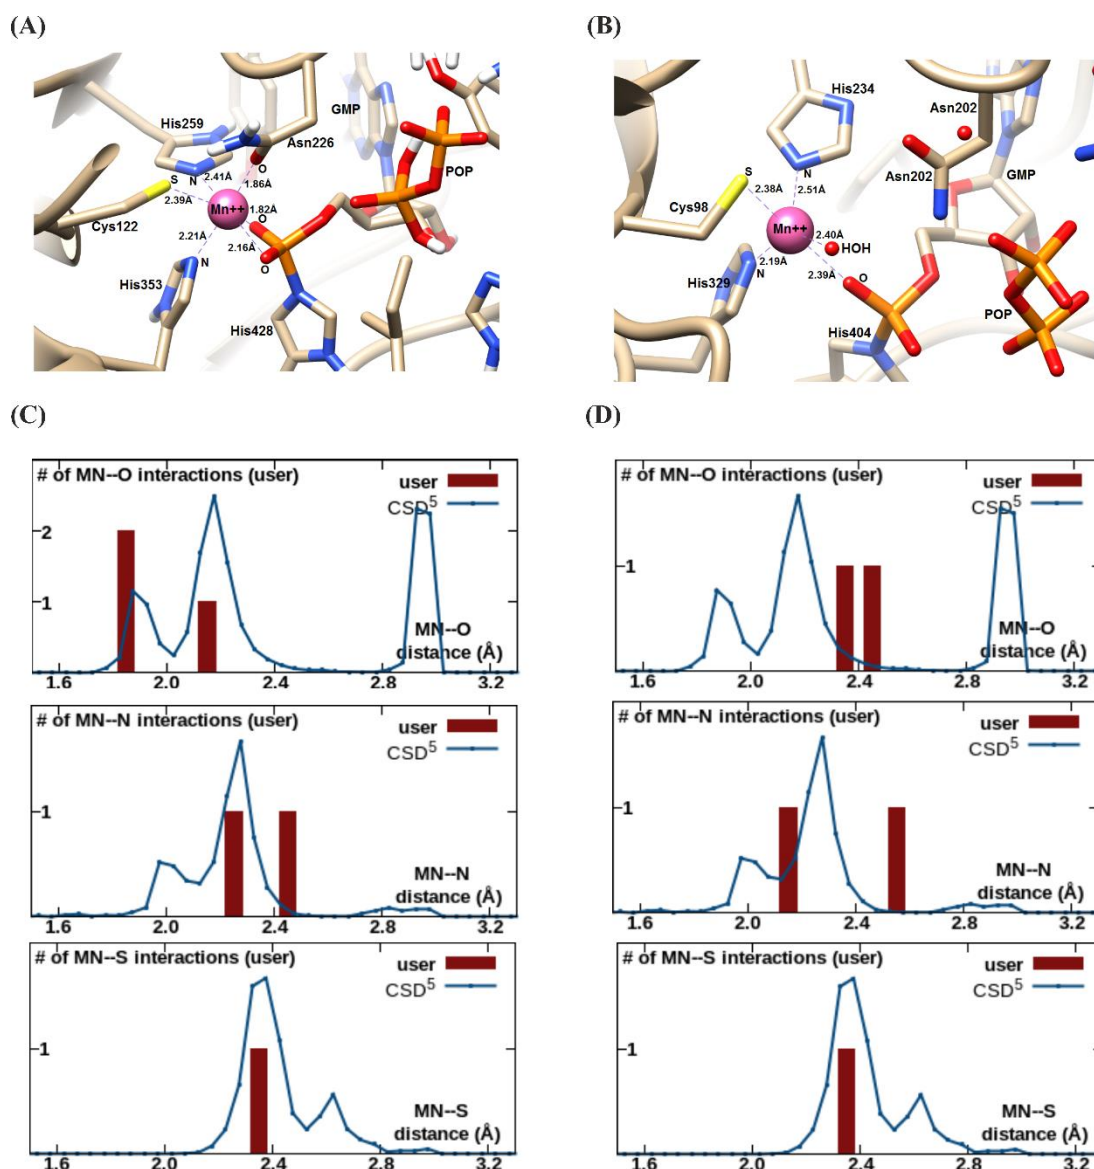 (A)
His259
Asn226
GMP
POP
S
N
O
2.41Å
1.86Å
2.39Å
Mn++
1.82Å
Cys122
O
2.21Å
2.16Å
O
N
His353
His428
(B)
His234
Asn202
S
N
2.38Å
2.51Å
Asn202
GMP
Cys98
Mn++
2.40Å
HOH
2.19Å
2.39Å
His329
N
O
His404
POP
(C)
# of MN--O interactions (user)
user
CSD5
2
1
MN--O
distance (Å)
1.6 2.0 2.4 2.8 3.2
# of MN--N interactions (user)
user
CSD5
1
MN--N
distance (Å)
2.0 2.4 2.8 3.2
# of MN--S interactions (user)
user
CSD5
1
MN--S
distance (Å)
1.6 2.0 2.4 2.8 3.2
(D)
# of MN--O interactions (user)
user
CSD5
1
MN--O
distance (Å)
1.6 2.0 2.4 2.8 3.2
# of MN--N interactions (user)
user
CSD5
1
MN--N
distance (Å)
1.6 2.0 2.4 2.8 3.2
# of MN--S interactions (user)
user
CSD5
1
MN--S
distance (Å)
1.6 2.0 2.4 2.8 3.2